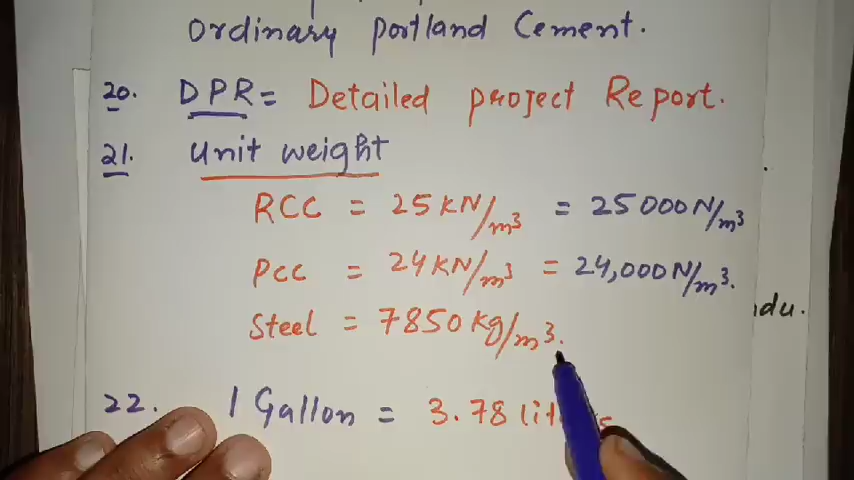 Ordinary Portland Cement.
20. DPR = Detailed project Report.
21. Unit weight
RCC = 25 KN/m³ = 25000 N/m³
PCC = 24 KN/m³ = 24,000 N/m³.
Steel = 7850 kg/m³.
22. 1 Gallon = 3.78